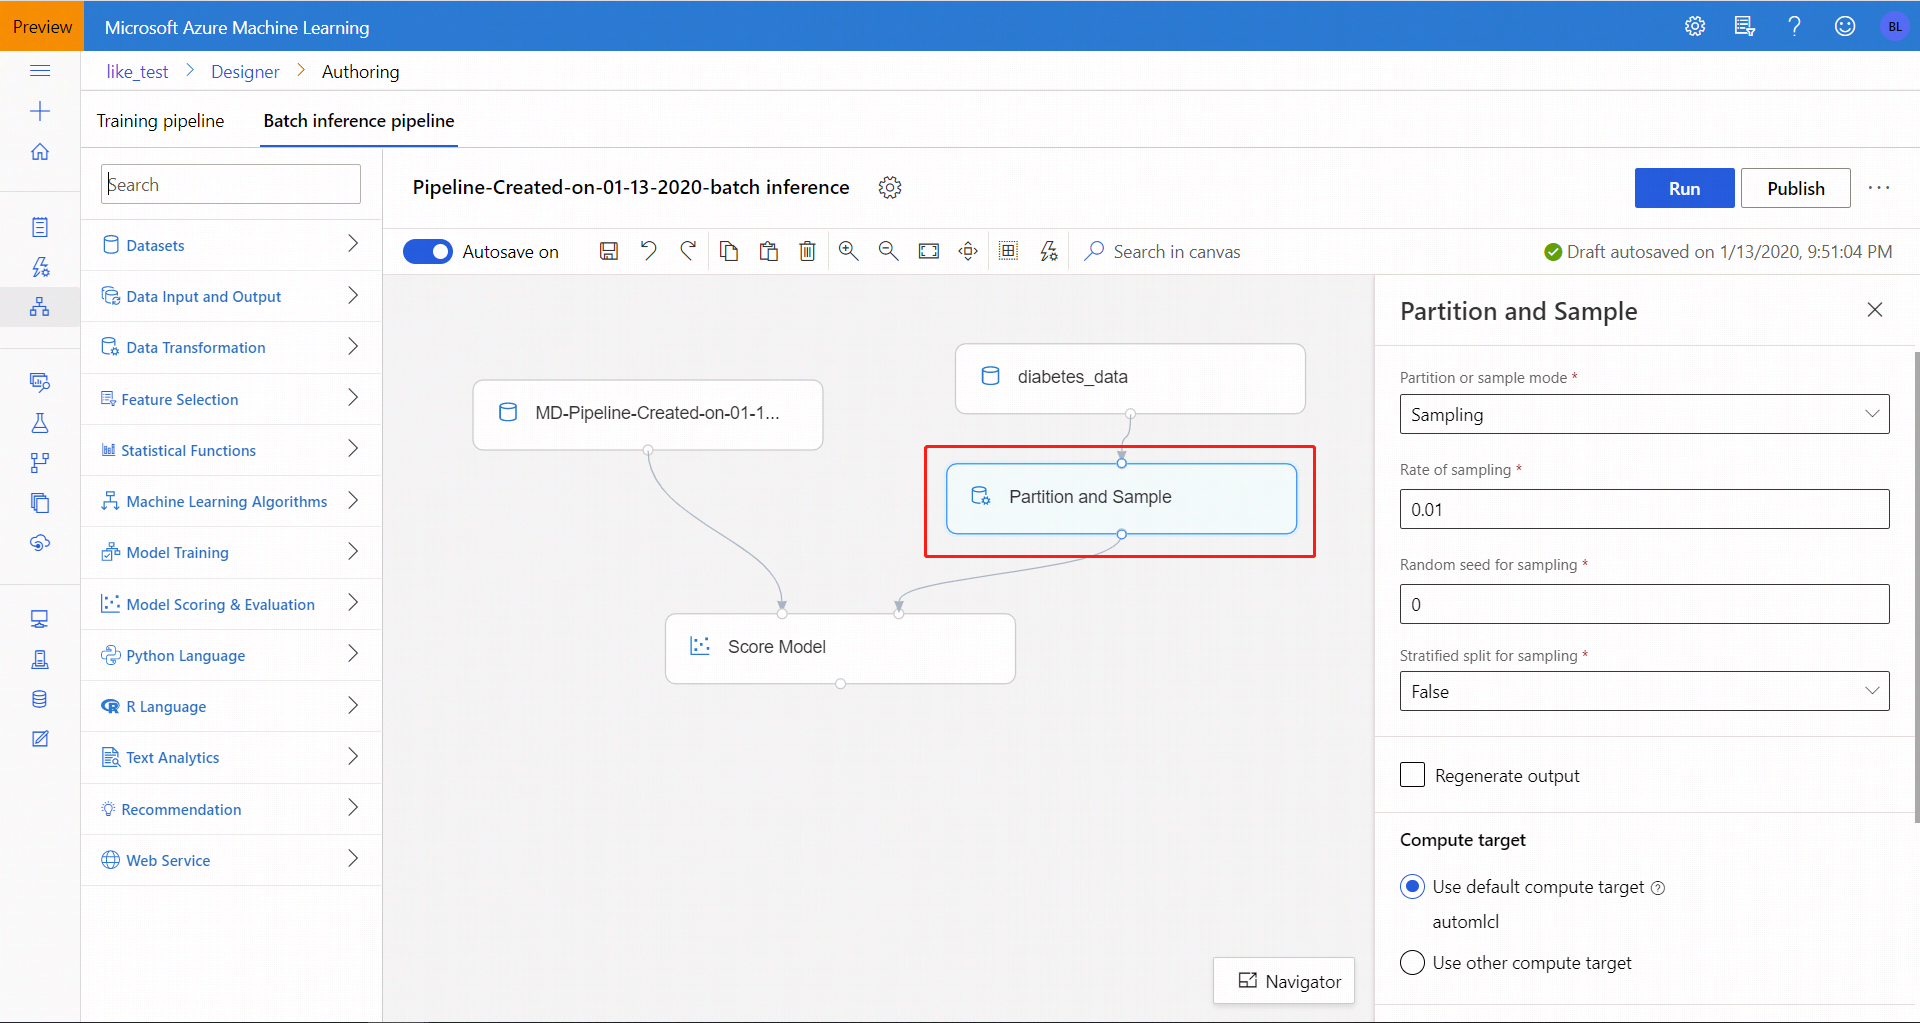 Preview
Microsoft Azure Machine Learning
BL
like_test > Designer > Authoring
Training pipeline
Batch inference pipeline
Search
Datasets
Data Input and Output
Data Transformation
Feature Selection
Statistical Functions
Machine Learning Algorithms
Model Training
Model Scoring & Evaluation
Python Language
R Language
Text Analytics
Recommendation
Web Service
Pipeline-Created-on-01-13-2020-batch inference
Run
Publish
···
Autosave on
Search in canvas
Draft autosaved on 1/13/2020, 9:51:04 PM
MD-Pipeline-Created-on-01-1...
diabetes_data
Partition and Sample
Score Model
Navigator
Partition and Sample
Partition or sample mode *
Sampling
Rate of sampling *
0.01
Random seed for sampling *
0
Stratified split for sampling *
False
Regenerate output
Compute target
Use default compute target
automlcl
Use other compute target